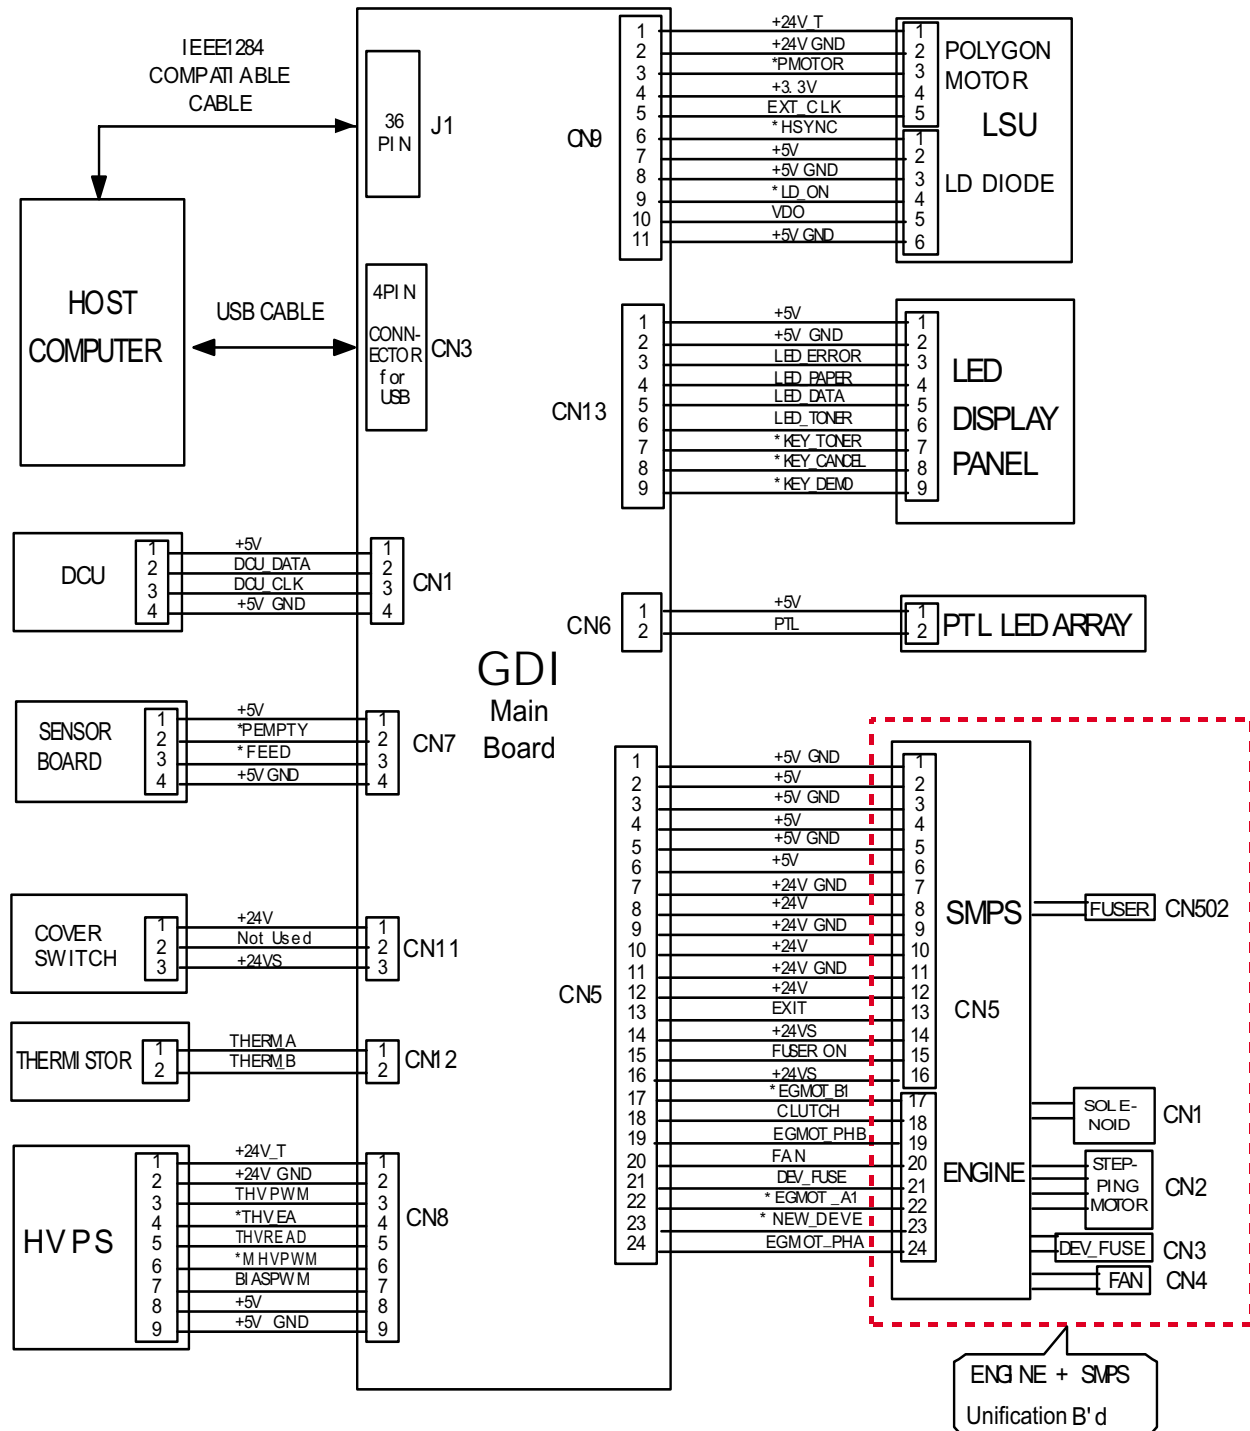 IEEE1284
COMPATIABLE
CABLE
36
PIN
J1
HOST
COMPUTER
USB CABLE
4PIN
CONN-
ECTOR
for
USB
CN3
DCU
1 +5V 1
2 DCU_DATA 2
3 DCU_CLK 3
4 +5V GND 4
CN1
SENSOR
BOARD
1 +5V 1
2 *PEMPTY 2
3 *FEED 3
4 +5V GND 4
CN7
COVER
SWITCH
1 +24V 1
2 Not Used 2
3 +24VS 3
CN11
THERMISTOR
1 THERM_A 1
2 THERM_B 2
CN12
HVPS
1 +24V_T 1
2 +24V GND 2
3 THVPWM 3
4 *THV_EA 4
5 THVREAD 5
6 *MHVPWM 6
7 BIASPWM 7
8 +5V 8
9 +5V GND 9
CN8
GDI
Main
Board
CN9
1 +24V_T 1
2 +24V GND 2
3 *PMOTOR 3
4 +3.3V 4
5 EXT_CLK 5
6 *HSYNC 1
7 +5V 2
8 +5V GND 3
9 *LD_ON 4
10 VDO 5
11 +5V GND 6
POLYGON
MOTOR
LSU
LD DIODE
CN13
1 +5V 1
2 +5V GND 2
3 LED_ERROR 3
4 LED_PAPER 4
5 LED_DATA 5
6 LED_TONER 6
7 *KEY_TONER 7
8 *KEY_CANCEL 8
9 *KEY_DEMO 9
LED
DISPLAY
PANEL
CN6
1 +5V 1
2 PTL 2
PTL LED ARRAY
CN5
1 +5V GND 1
2 +5V 2
3 +5V GND 3
4 +5V 4
5 +5V GND 5
6 +5V 6
7 +24V GND 7
8 +24V 8
9 +24V GND 9
10 +24V 10
11 +24V GND 11
12 +24V 12
13 EXIT 13
14 +24VS 14
15 FUSER ON 15
16 +24VS 16
17 *EGMOT_B1 17
18 CLUTCH 18
19 EGMOT_PHB 19
20 FAN 20
21 DEV_FUSE 21
22 *EGMOT_A1 22
23 *NEW_DEVE 23
24 EGMOT_PHA 24
SMPS
CN5
ENGINE
FUSER CN502
SOLE-
NOID
CN1
STEP-
PING
MOTOR
CN2
DEV_FUSE CN3
FAN CN4
ENGINE + SMPS
Unification B'd